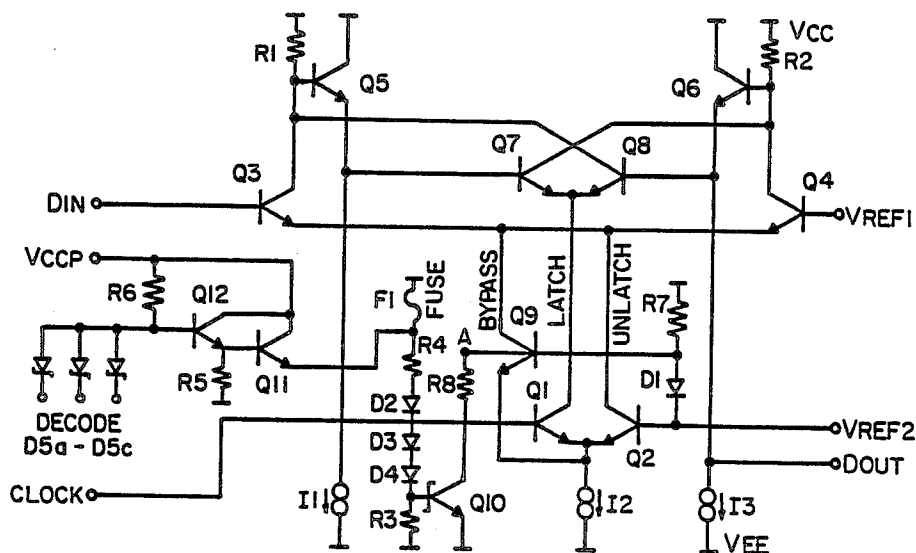 R1
Q5
Q6
VCC
R2
Q7
Q8
Q3
Q4
DIN
VREF1
VCCP
R6
Q12
F1
FUSE
BYPASS
LATCH
UNLATCH
R7
Q9
A
R4
R8
R5
Q11
D1
Q1
D2
Q2
VREF2
DECODE
D5a - D5c
D3
DOUT
D4
CLOCK
I1
R3
Q10
I2
I3
VEE